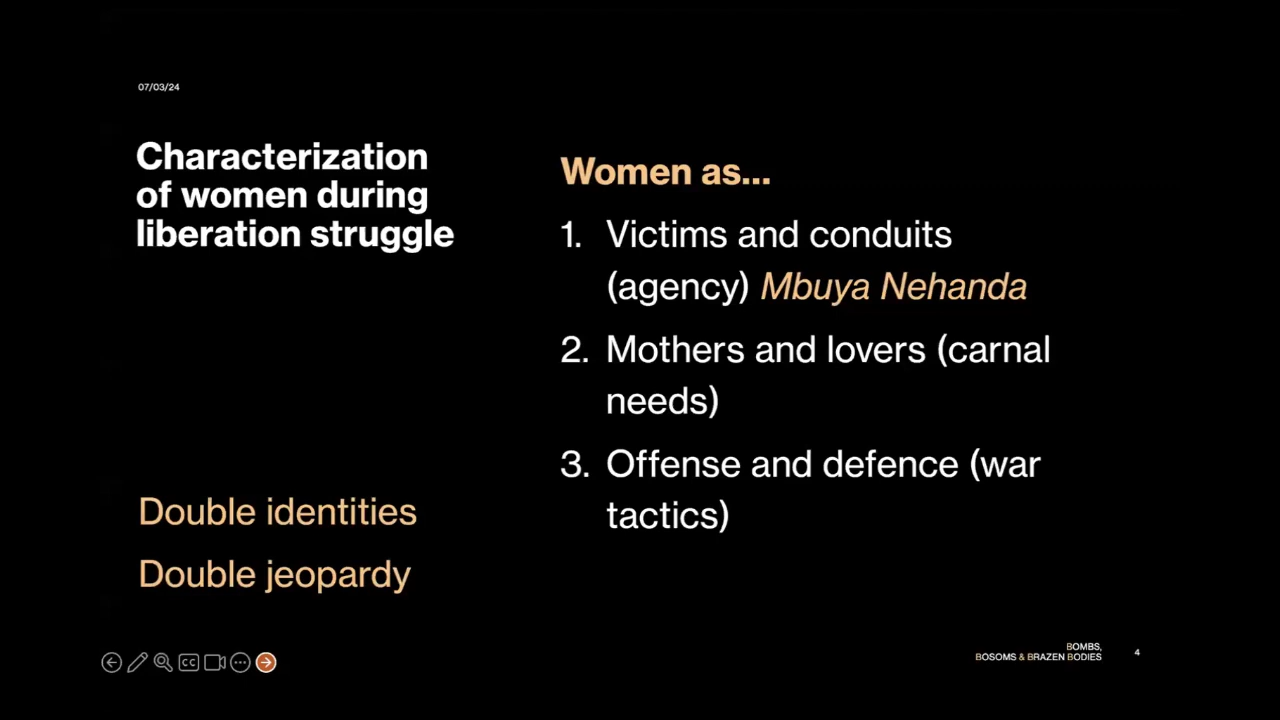 07/03/24
Characterization
of women during
liberation struggle
Double identities
Double jeopardy
Women as...
1. Victims and conduits
(agency) Mbuya Nehanda
2. Mothers and lovers (carnal
needs)
3. Offense and defence (war
tactics)
CC
BOMBS,
BOSOMS & BRAZEN BODIES
4